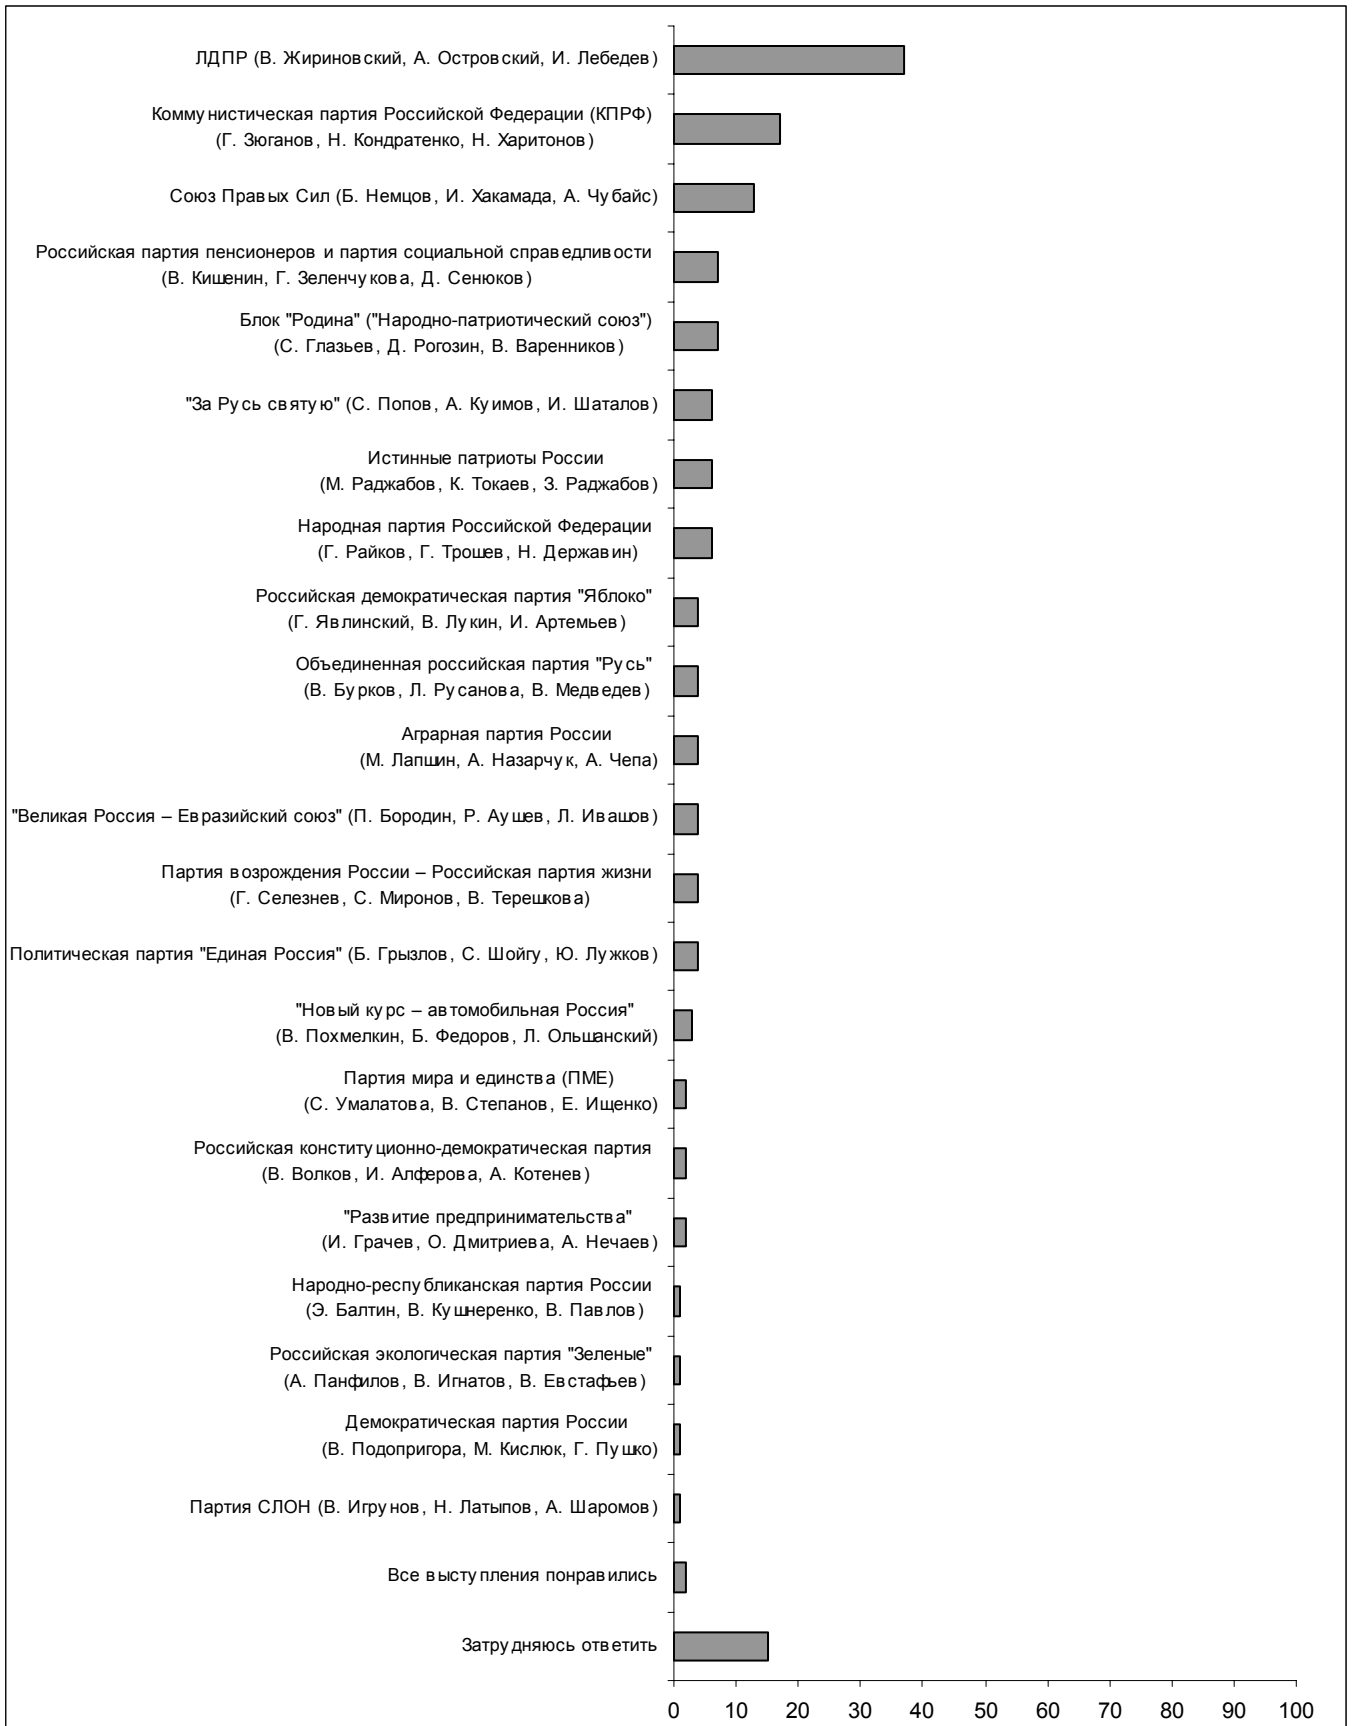 ЛДПР (В. Жириновский, А. Островский, И. Лебедев)
Коммунистическая партия Российской Федерации (КПРФ)
(Г. Зюганов, Н. Кондратенко, Н. Харитонов)
Союз Правых Сил (Б. Немцов, И. Хакамада, А. Чубайс)
Российская партия пенсионеров и партия социальной справедливости
(В. Кишенин, Г. Зеленчукова, Д. Сенюков)
Блок "Родина" ("Народно-патриотический союз")
(С. Глазьев, Д. Рогозин, В. Варенников)
"За Русь святую" (С. Попов, А. Куимов, И. Шаталов)
Истинные патриоты России
(М. Раджабов, К. Токаев, З. Раджабов)
Народная партия Российской Федерации
(Г. Райков, Г. Трошев, Н. Державин)
Российская демократическая партия "Яблоко"
(Г. Явлинский, В. Лукин, И. Артемьев)
Объединенная российская партия "Русь"
(В. Бурков, Л. Русанова, В. Медведев)
Аграрная партия России
(М. Лапшин, А. Назарчук, А. Чепа)
"Великая Россия – Евразийский союз" (П. Бородин, Р. Аушев, Л. Ивашов)
Партия возрождения России – Российская партия жизни
(Г. Селезнев, С. Миронов, В. Терешкова)
Политическая партия "Единая Россия" (Б. Грызлов, С. Шойгу, Ю. Лужков)
"Новый курс – автомобильная Россия"
(В. Похмелкин, Б. Федоров, Л. Ольшанский)
Партия мира и единства (ПМЕ)
(С. Умалатова, В. Степанов, Е. Ищенко)
Российская конституционно-демократическая партия
(В. Волков, И. Алферова, А. Котенев)
"Развитие предпринимательства"
(И. Грачев, О. Дмитриева, А. Нечаев)
Народно-республиканская партия России
(Э. Балтин, В. Кушнеренко, В. Павлов)
Российская экологическая партия "Зеленые"
(А. Панфилов, В. Игнатов, В. Евстафьев)
Демократическая партия России
(В. Подопригора, М. Кислюк, Г. Пушко)
Партия СЛОН (В. Игрунов, Н. Латыпов, А. Шаромов)
Все выступления понравились
Затрудняюсь ответить
0 10 20 30 40 50 60 70 80 90 100